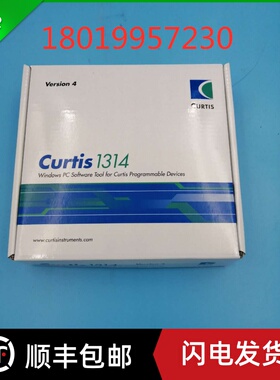 18019957230
Version 4
CURTIS
Curtis 1314
Windows PC Software Tool for Curtis Programmable Devices
www.curtisinstruments.com
顺丰包邮
闪电发货